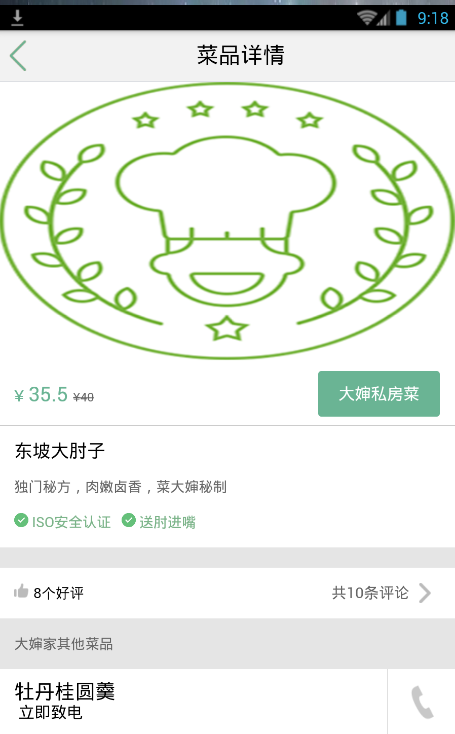 9:18
菜品详情
¥ 35.5 ¥40
大婶私房菜
东坡大肘子
独门秘方，肉嫩卤香，菜大婶秘制
ISO安全认证 送肘进嘴
8个好评 共10条评论
大婶家其他菜品
牡丹桂圆羹
立即致电